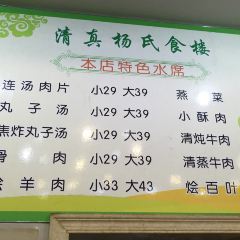 清真杨氏食楼
本店特色水席
连汤肉片 小29 大39 燕菜
丸子汤 小29 大39 小酥肉
焦炸丸子汤 小29 大39 清炖牛肉
骨肉 小29 大39 清蒸牛肉
烩羊肉 小33 大43 烩百叶